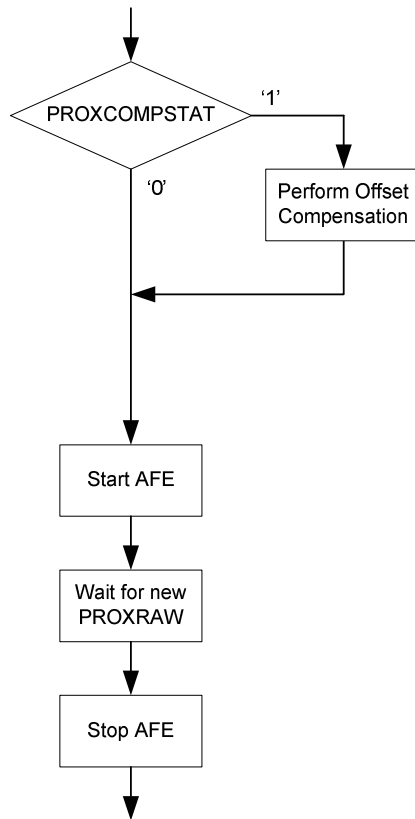 PROXCOMPSTAT
‘1’
‘0’
Perform Offset
Compensation
Start AFE
Wait for new
PROXRAW
Stop AFE